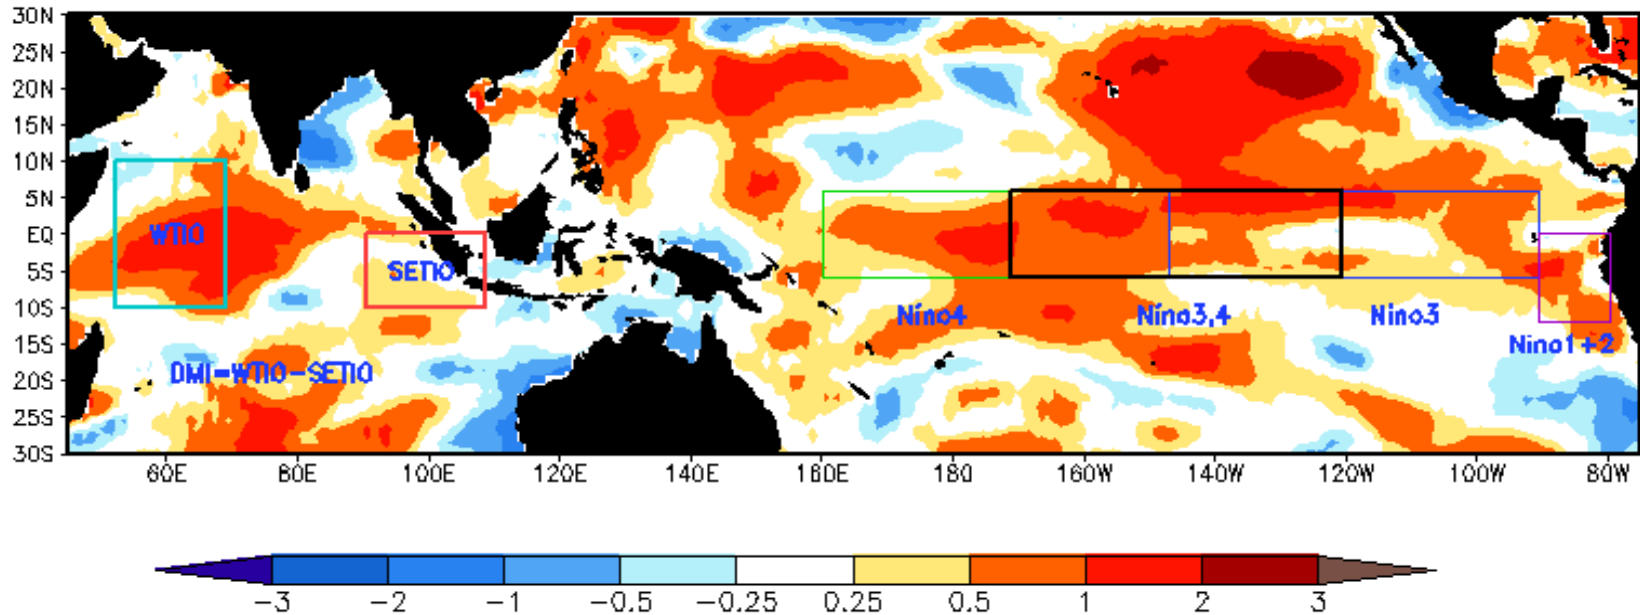 30N
25N
20N
15N
10N
5N
EQ
5S
10S
15S
20S
25S
30S
WTIO
SETIO
Nino4
Nino3,4
Nino3
Nino1+2
DMI=WTIO-SETIO
60E 80E 100E 120E 140E 160E 180 160W 140W 120W 100W 80W
-3 -2 -1 -0.5 -0.25 0.25 0.5 1 2 3